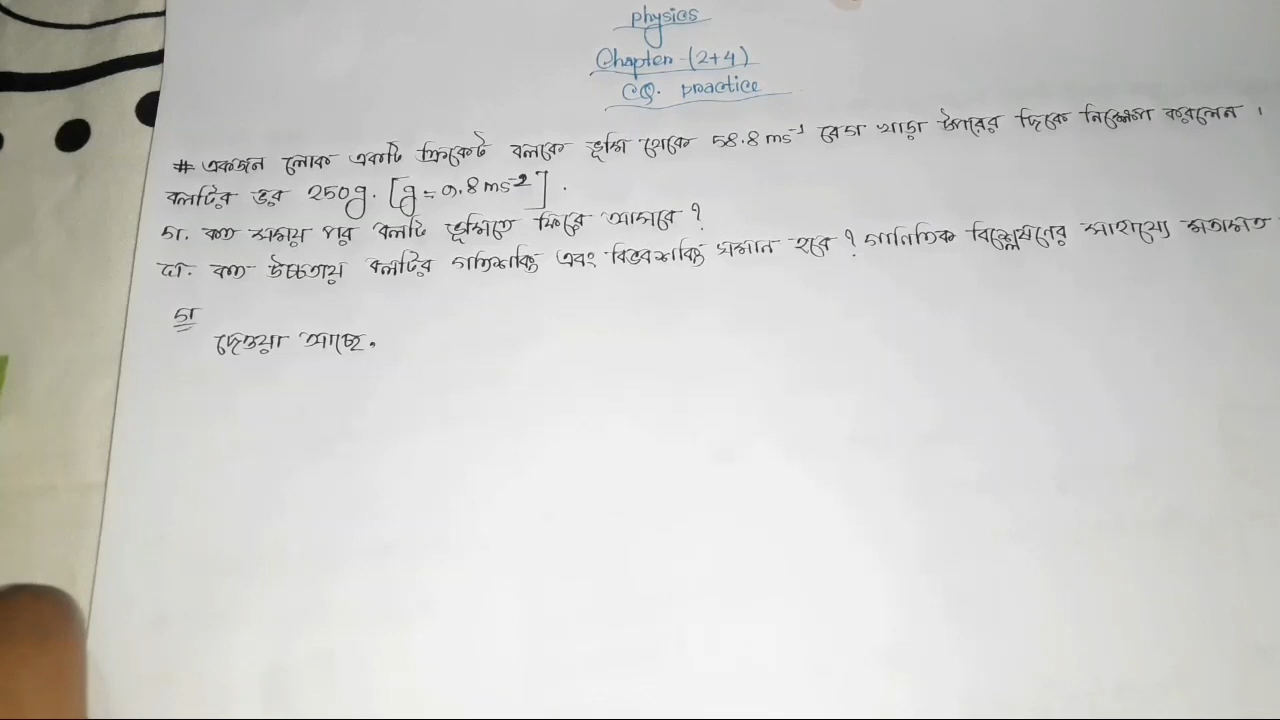 physics
Chapter-(2+4)
CQ. practice
# একজন লোক একটি ক্রিকেট বলকে ভূমি থেকে 58.8 ms⁻¹ বেগে খাড়া উপরের দিকে নিক্ষেপ করলেন।
বলটির ভর 250g. [g = 9.8 ms⁻²].
গ. কত সময় পর বলটি ভূমিতে ফিরে আসবে?
ঘ. কত উচ্চতায় বলটির গতিশক্তি এবং বিভবশক্তি সমান হবে? গানিতিক বিশ্লেষনের সাহায্যে মতামত
গ
দেওয়া আছে,